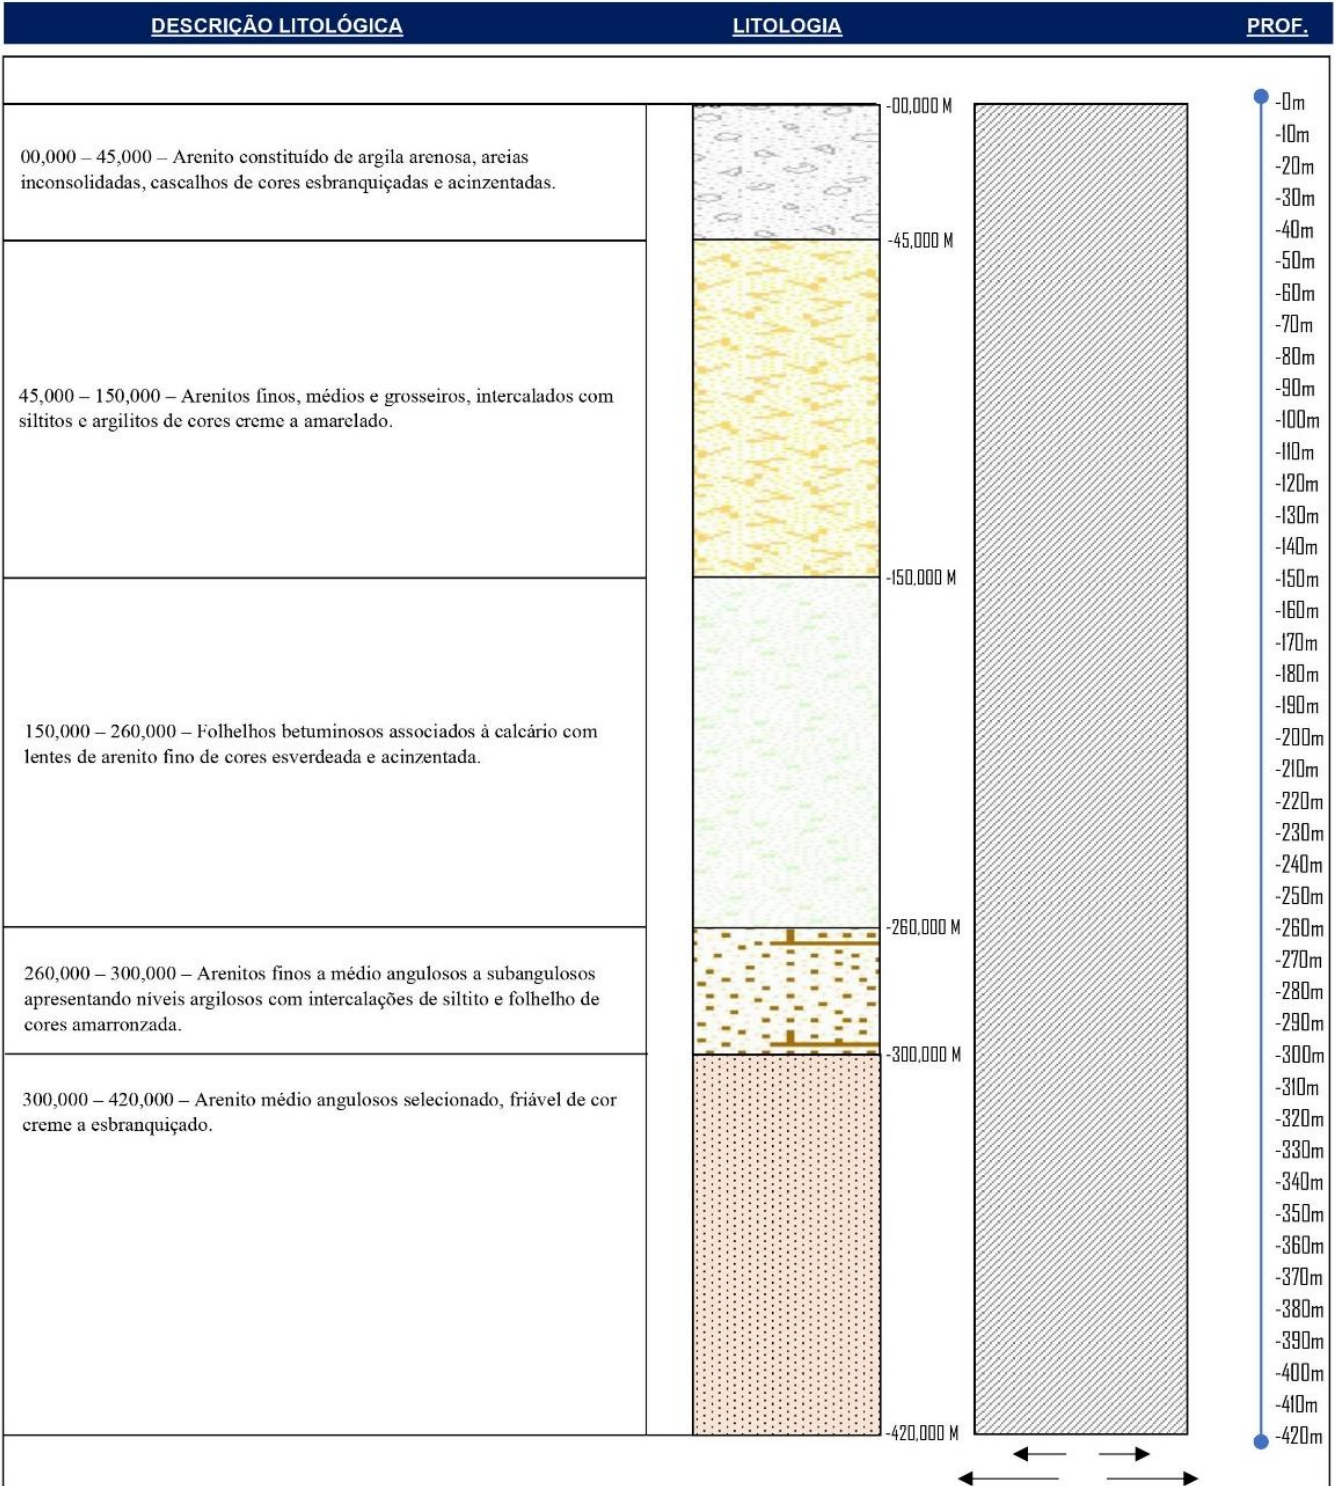 DESCRIÇÃO LITOLÓGICA
LITOLOGIA
PROF.
00,000 – 45,000 – Arenito constituído de argila arenosa, areias
inconsolidadas, cascalhos de cores esbranquiçadas e acinzentadas.
45,000 – 150,000 – Arenitos finos, médios e grosseiros, intercalados com
siltitos e argilitos de cores creme a amarelado.
150,000 – 260,000 – Folhelhos betuminosos associados à calcário com
lentes de arenito fino de cores esverdeada e acinzentada.
260,000 – 300,000 – Arenitos finos a médio angulosos a subangulosos
apresentando níveis argilosos com intercalações de siltito e folhelho de
cores amarronzada.
300,000 – 420,000 – Arenito médio angulosos selecionado, friável de cor
creme a esbranquiçado.
-00,000 M
-45,000 M
-150,000 M
-260,000 M
-300,000 M
-420,000 M
-0m
-10m
-20m
-30m
-40m
-50m
-60m
-70m
-80m
-90m
-100m
-110m
-120m
-130m
-140m
-150m
-160m
-170m
-180m
-190m
-200m
-210m
-220m
-230m
-240m
-250m
-260m
-270m
-280m
-290m
-300m
-310m
-320m
-330m
-340m
-350m
-360m
-370m
-380m
-390m
-400m
-410m
-420m